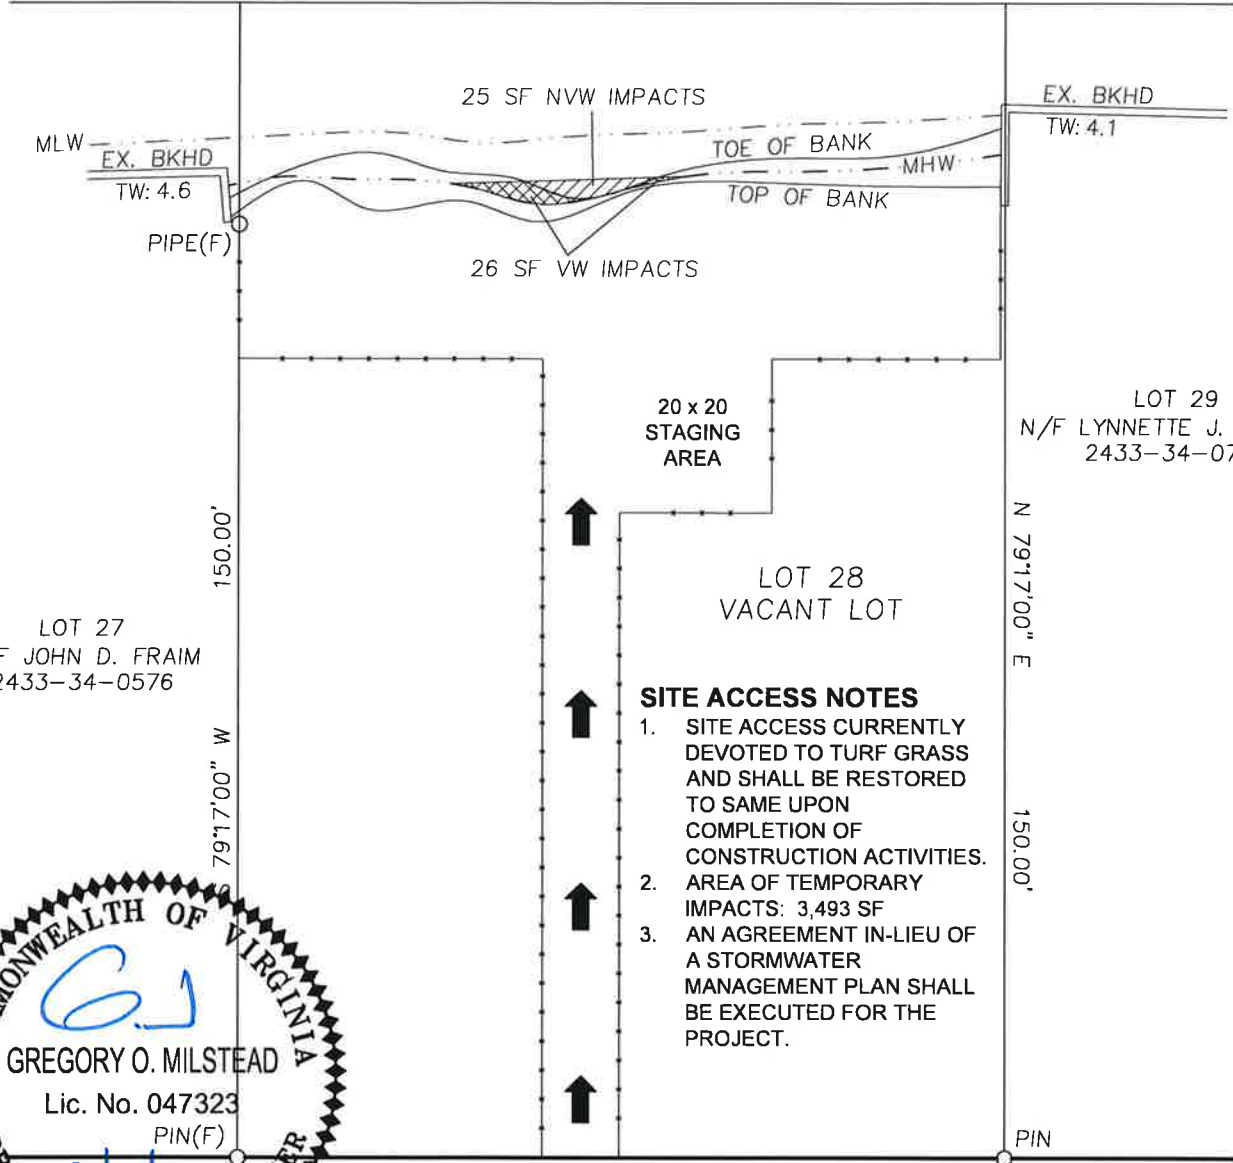 25 SF NVW IMPACTS
EX. BKHD
TW: 4.1
MLW
EX. BKHD
TW: 4.6
TOE OF BANK
MHW
TOP OF BANK
PIPE(F)
26 SF VW IMPACTS
20 x 20
STAGING
AREA
LOT 29
N/F LYNNETTE J.
2433-34-07
150.00'
N 79°17'00" E
LOT 28
VACANT LOT
LOT 27
F JOHN D. FRAIM
2433-34-0576
SITE ACCESS NOTES
1. SITE ACCESS CURRENTLY
DEVOTED TO TURF GRASS
AND SHALL BE RESTORED
TO SAME UPON
COMPLETION OF
CONSTRUCTION ACTIVITIES.
2. AREA OF TEMPORARY
IMPACTS: 3,493 SF
3. AN AGREEMENT IN-LIEU OF
A STORMWATER
MANAGEMENT PLAN SHALL
BE EXECUTED FOR THE
PROJECT.
79°17'00" W
150.00'
MONWEALTH OF VIRGINIA
GREGORY O. MILSTEAD
Lic. No. 047323
PIN(F)
PIN